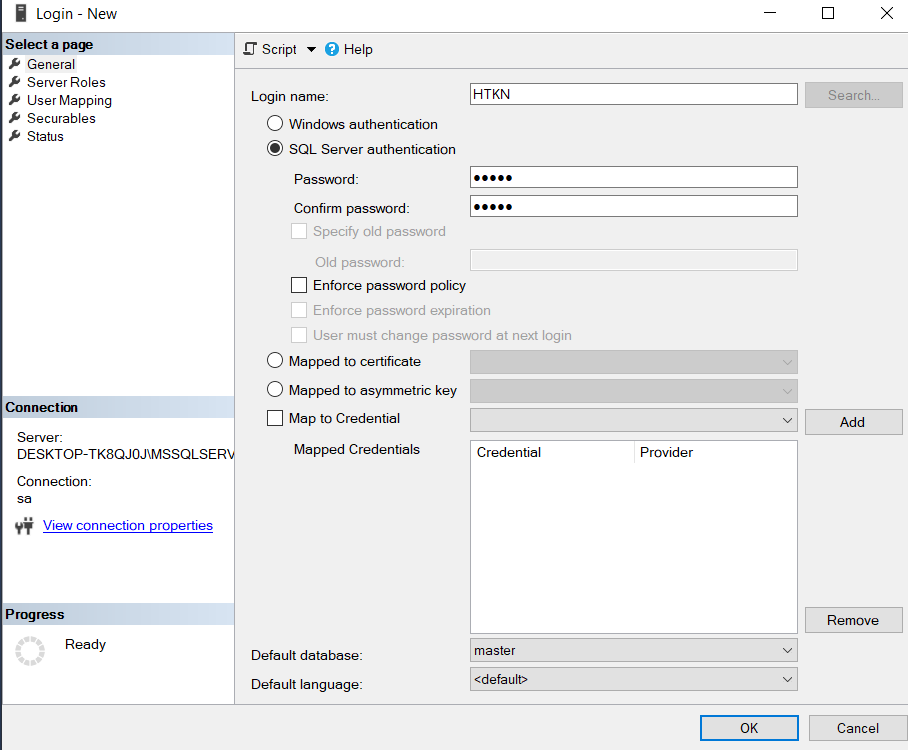 Login - New
Select a page
General
Server Roles
User Mapping
Securables
Status
Script
Help
Login name:
HTKN
Search...
Windows authentication
SQL Server authentication
Password:
●●●●●
Confirm password:
●●●●●
Specify old password
Old password:
Enforce password policy
Enforce password expiration
User must change password at next login
Mapped to certificate
Mapped to asymmetric key
Map to Credential
Add
Mapped Credentials
Credential Provider
Remove
Default database:
master
Default language:
<default>
Connection
Server:
DESKTOP-TK8QJ0J\MSSQLSERV
Connection:
sa
View connection properties
Progress
Ready
OK
Cancel